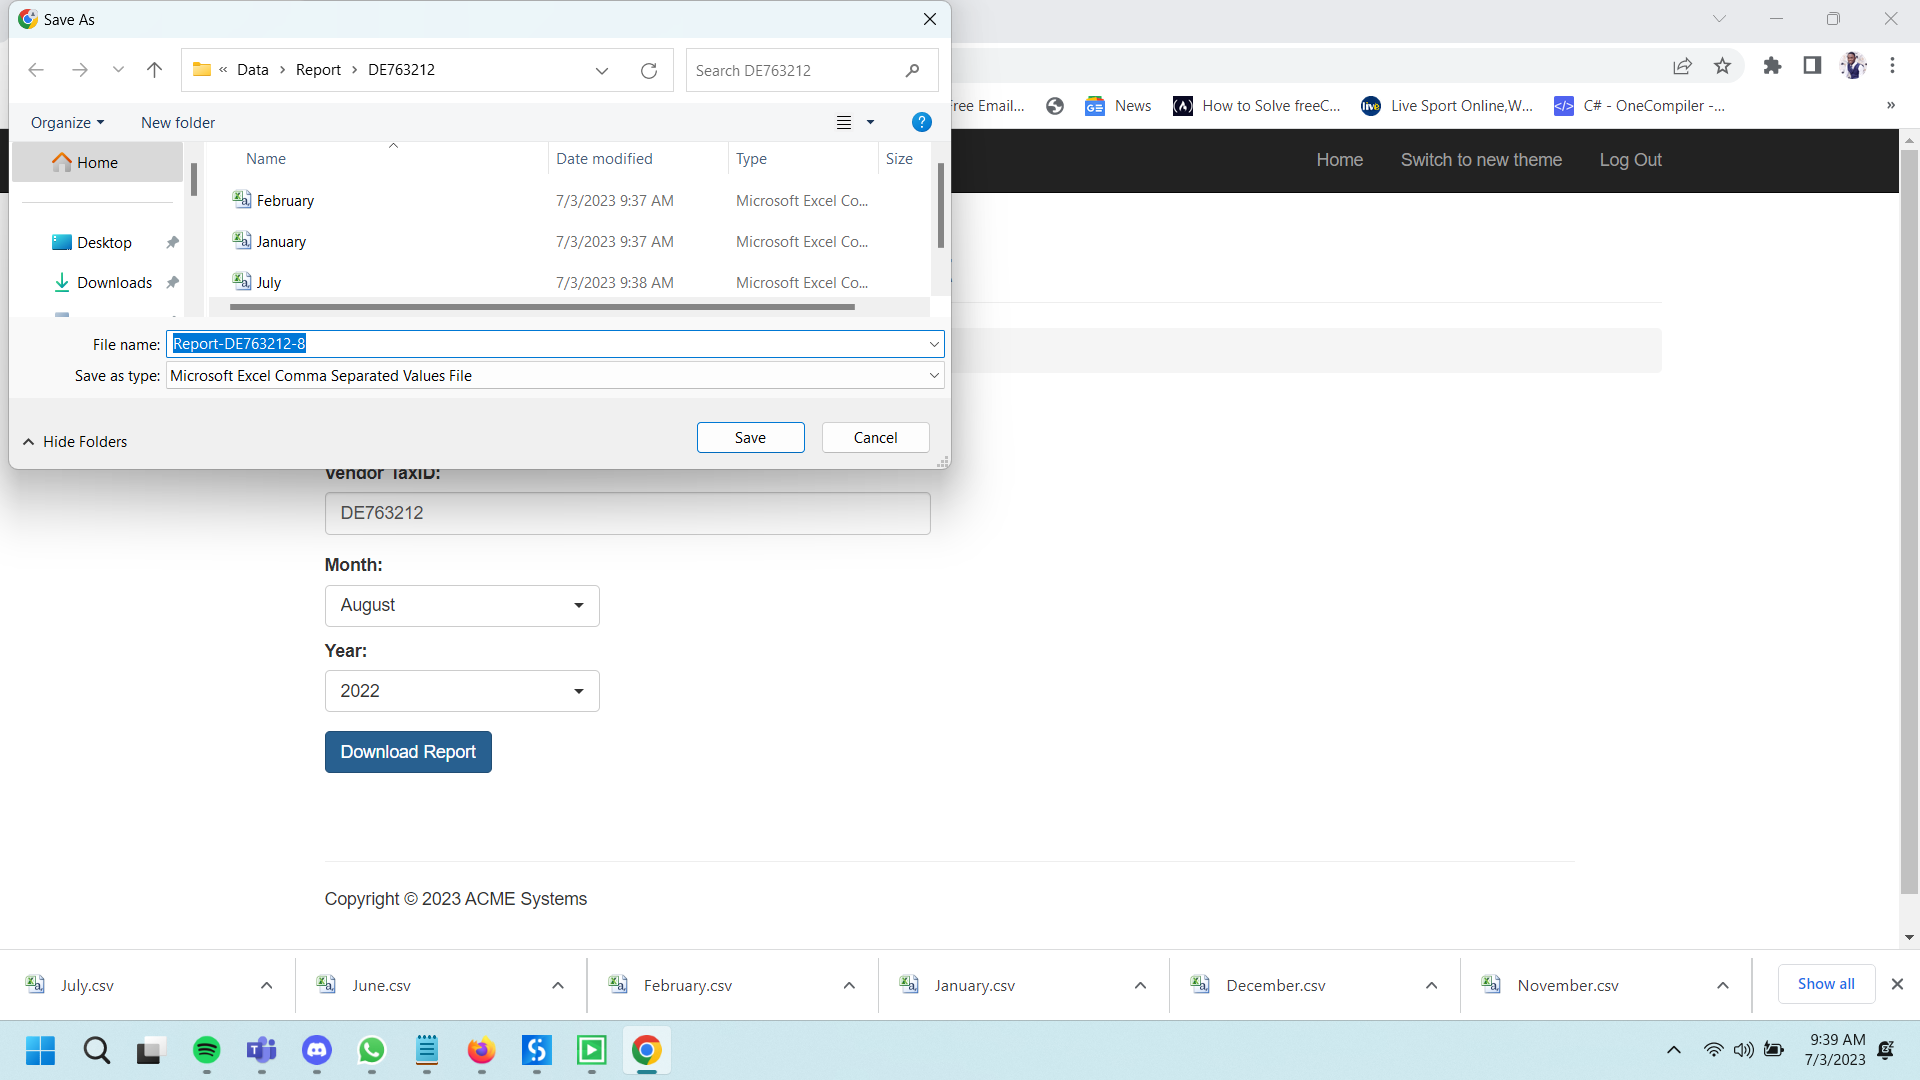 Save As
« Data › Report › DE763212
Search DE763212
Free Email...
News
How to Solve freeC...
Live Sport Online,W...
C# - OneCompiler -...
»
Organize
New folder
Home
Switch to new theme
Log Out
Home
Desktop
Downloads
Name
Date modified
Type
Size
February
7/3/2023 9:37 AM
Microsoft Excel Co...
January
7/3/2023 9:37 AM
Microsoft Excel Co...
July
7/3/2023 9:38 AM
Microsoft Excel Co...
File name:
Report-DE763212-8
Save as type:
Microsoft Excel Comma Separated Values File
Hide Folders
Save
Cancel
Vendor TaxID:
DE763212
Month:
August
Year:
2022
Download Report
Copyright © 2023 ACME Systems
July.csv
June.csv
February.csv
January.csv
December.csv
November.csv
Show all
9:39 AM
7/3/2023